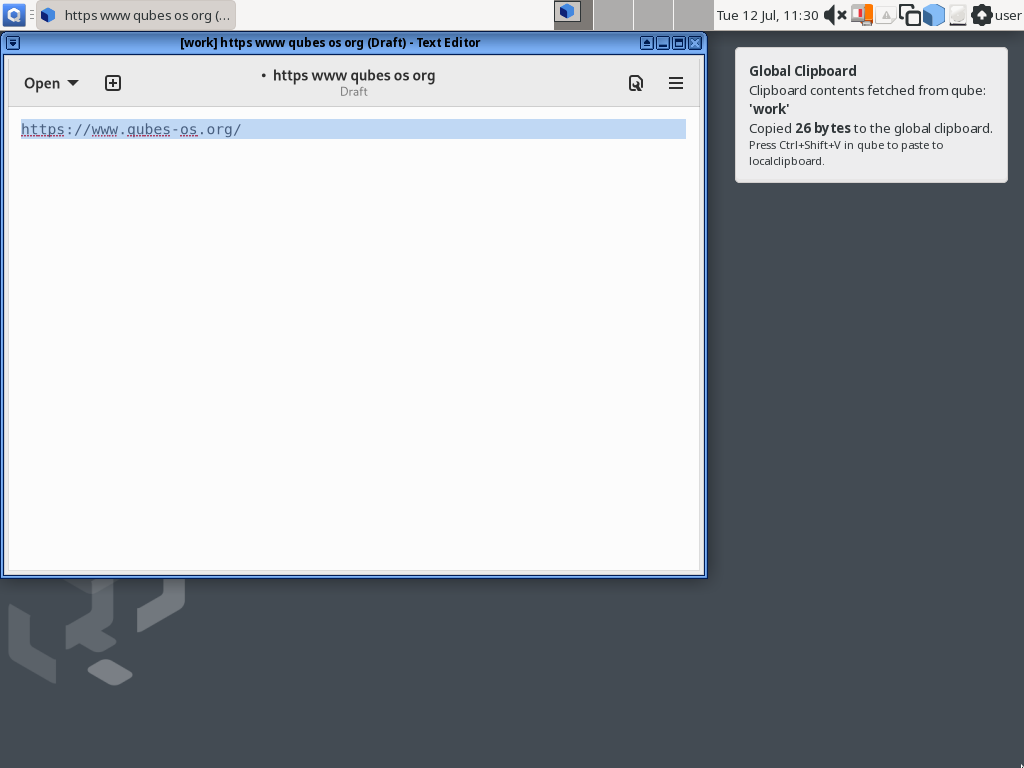 https www qubes os org (...
Tue 12 Jul, 11:30
user
[work] https www qubes os org (Draft) - Text Editor
Open
• https www qubes os org
Draft
https://www.qubes-os.org/
Global Clipboard
Clipboard contents fetched from qube:
'work'
Copied 26 bytes to the global clipboard.
Press Ctrl+Shift+V in qube to paste to
localclipboard.